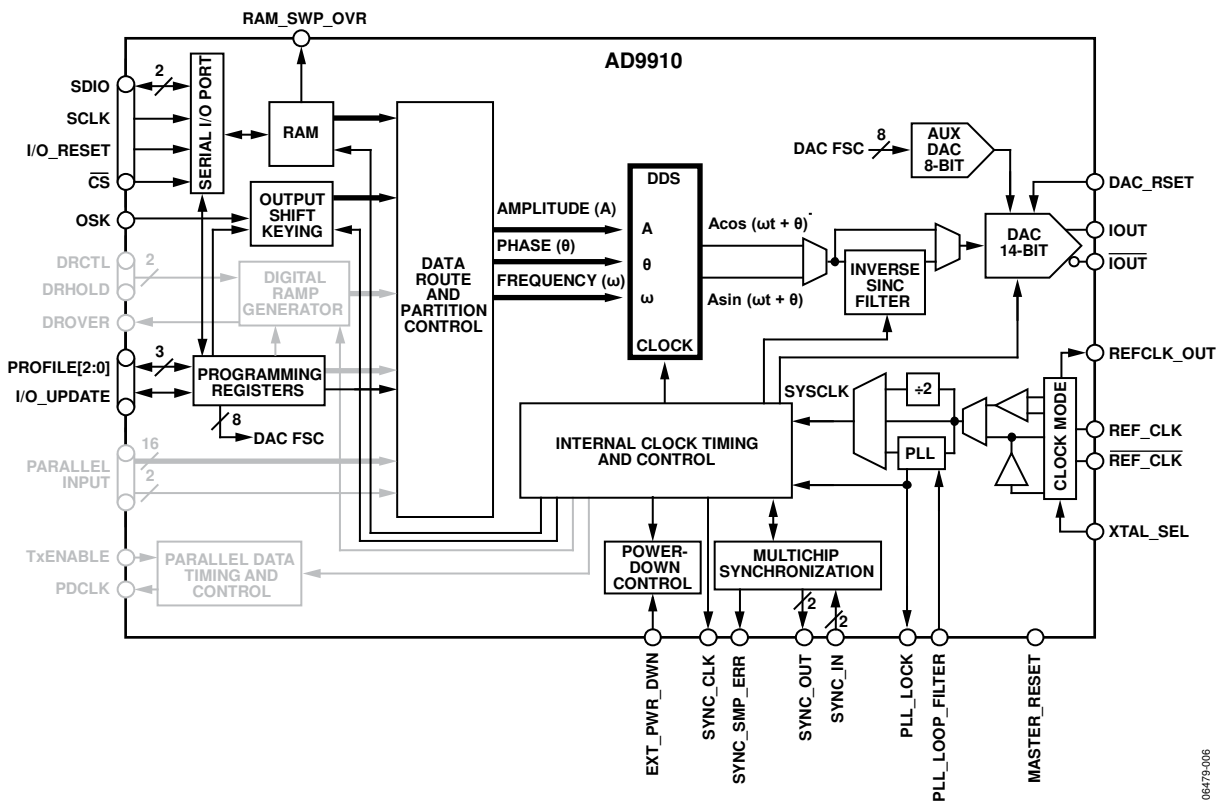 RAM_SWP_OVR
AD9910
SDIO
2
SCLK
I/O_RESET
CS
SERIAL I/O PORT
RAM
OSK
OUTPUT
SHIFT
KEYING
DRCTL
2
DRHOLD
DROVER
DIGITAL
RAMP
GENERATOR
PROFILE[2:0]
3
I/O_UPDATE
PROGRAMMING
REGISTERS
8
DAC FSC
PARALLEL
INPUT
16
2
TxENABLE
PDCLK
PARALLEL DATA
TIMING AND
CONTROL
DATA
ROUTE
AND
PARTITION
CONTROL
AMPLITUDE (A)
PHASE (θ)
FREQUENCY (ω)
DDS
A
θ
ω
CLOCK
Acos (ωt + θ)
Asin (ωt + θ)
DAC FSC
8
AUX
DAC
8-BIT
INVERSE
SINC
FILTER
DAC
14-BIT
DAC_RSET
IOUT
IOUT
REFCLK_OUT
SYSCLK
÷2
PLL
CLOCK MODE
REF_CLK
REF_CLK
XTAL_SEL
INTERNAL CLOCK TIMING
AND CONTROL
POWER-
DOWN
CONTROL
MULTICHIP
SYNCHRONIZATION
2
2
EXT_PWR_DWN
SYNC_CLK
SYNC_SMP_ERR
SYNC_OUT
SYNC_IN
PLL_LOCK
PLL_LOOP_FILTER
MASTER_RESET
06479-006